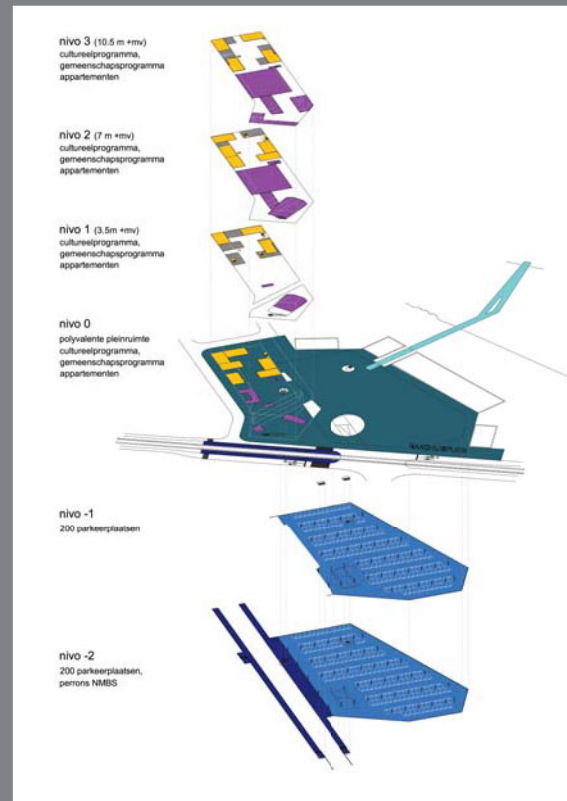 nivo 3 (10.5 m +mv)
cultureelprogramma,
gemeenschapsprogramma
appartementen
nivo 2 (7 m +mv)
cultureelprogramma,
gemeenschapsprogramma
appartementen
nivo 1 (3.5m +mv)
cultureelprogramma,
gemeenschapsprogramma
appartementen
nivo 0
polyvalente pleinruimte
cultureelprogramma,
gemeenschapsprogramma
appartementen
nivo -1
200 parkeerplaatsen
nivo -2
200 parkeerplaatsen,
perrons NMBS